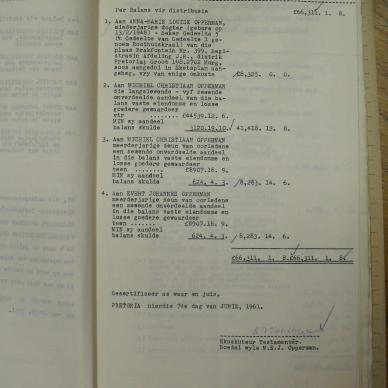 Per Balans vir distribusie £66,311. 1. 8.
1. Aan ANNA-MARIE LOUISE OPPERMAN,
minderjarige dogter (gebore op
13/2/1948) - Seker Gedeelte 5
('n Gedeelte van Gedeelte 1 ge-
noem Rooihuiskraal) van die
plaas Brakfontein Nr. 399, Regi-
strasie Afdeling J.R., distrik
Pretoria Groot 198.2702 Morg,
soos aangedui in Sketsplan aan-
geheg, vry van enige onkoste £8,325. 0. 0.
2. Aan MICHIEL CHRISTIAAN OPPERMAN
die langslewende - vyf sewende
onverdeelde aandeel van die ba-
lans vaste eiendomme en losse
goedere gewaardeer
vir ....... £44539.12. 6.
MIN sy aandeel
balans skulde 3120.19.10. 41,418. 12. 8.
3. Aan MICHIEL CHRISTIAAN OPPERMAN
meerderjarige seun van oorledene
een sewende onverdeelde aandeel
in die balans vaste eiendomme en
losse goedere gewaardeer
teen ....... £8907.18. 9.
MIN sy aandeel
balans skulde 624. 4. 3. 8,283. 14. 6.
4. Aan EVERT JOHANNES OPPERMAN
meerderjarige seun van oorledene
een sewende onverdeelde aandeel
in die balans vaste eiendomme en
losse goedere gewaardeer
teen ....... £8907.18. 9.
MIN sy aandeel
balans skulde 624. 4. 3. 8,283. 14. 6.
£66,311. 1. 8. £66,311. 1. 8.
Gesertifiseer as waar en juis,
PRETORIA hierdie 7de dag van JUNIE, 1961.
Eksekuteur Testamentêr.
Boedel wyle M.E.J. Opperman.